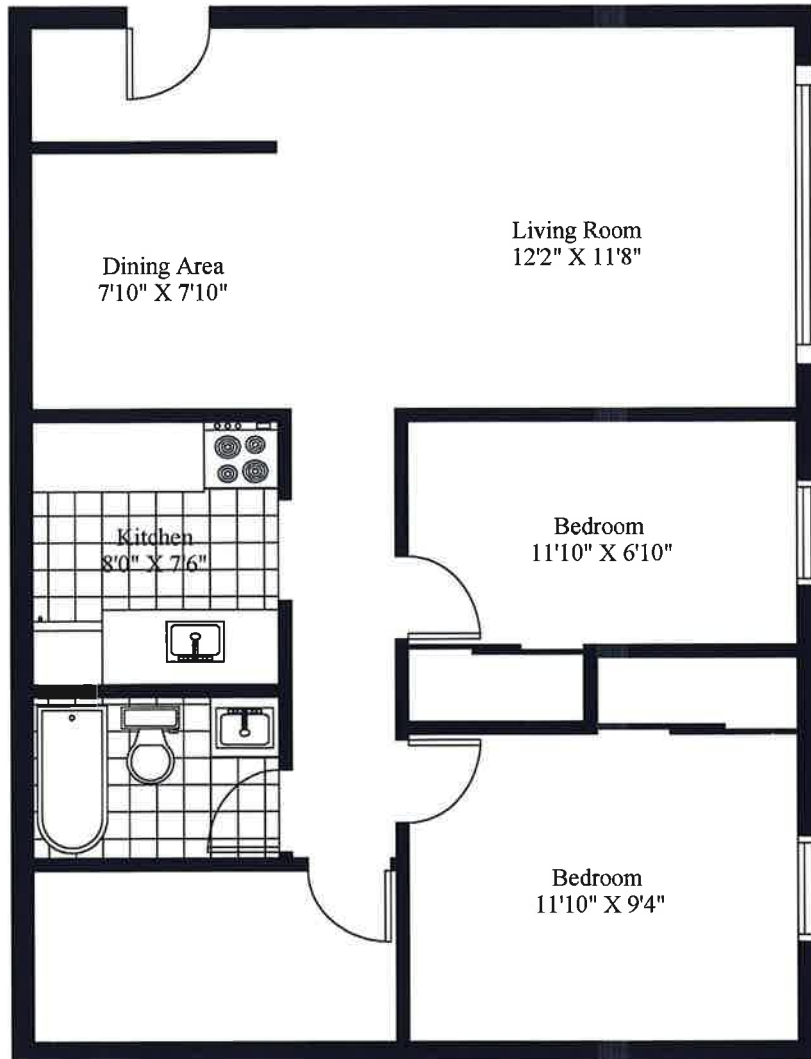 Living Room
12'2" X 11'8"
Dining Area
7'10" X 7'10"
Kitchen
8'0" X 7'6"
Bedroom
11'10" X 6'10"
Bedroom
11'10" X 9'4"